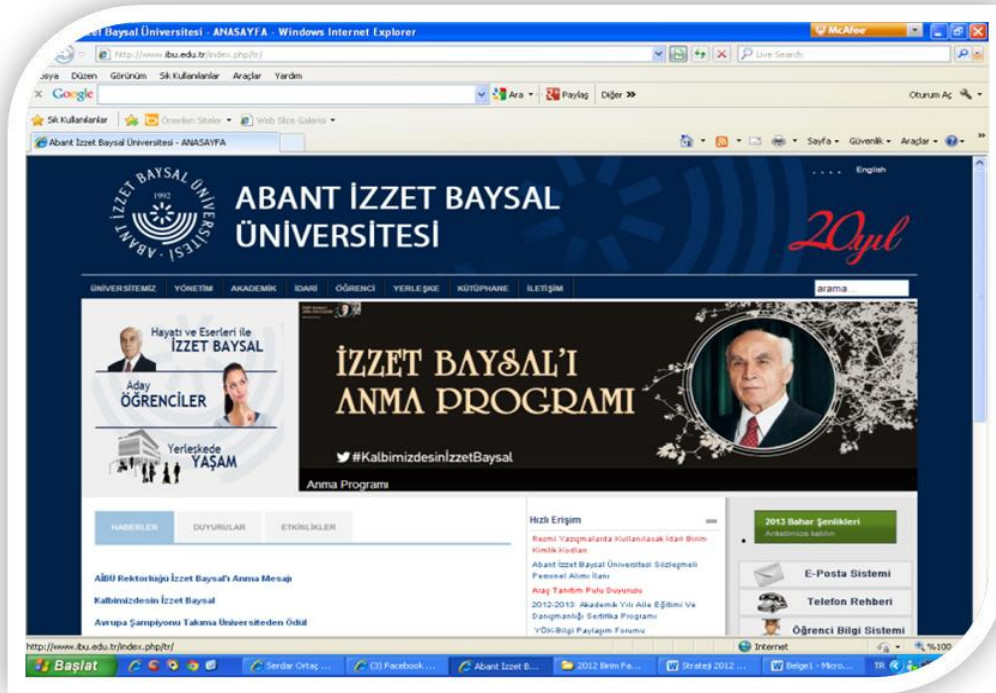 Baysal Üniversitesi - ANASAYFA - Windows Internet Explorer
McAfee
http://www.ibu.edu.tr/index.php/tr/
Live Search
Düzen Görünüm Sık Kullanılanlar Araçlar Yardım
x Google
Ara
Paylaş
Diğer »
Oturum Aç
Sık Kullanılanlar
Önerilen Siteler
Web Slice Galerisi
Abant İzzet Baysal Üniversitesi - ANASAYFA
Sayfa
Güvenlik
Araçlar
»
ABANT İZZET BAYSAL ÜNİVERSİTESİ
1992
ABANT İZZET BAYSAL
ÜNİVERSİTESİ
English
20.yıl
ÜNİVERSİTEMİZ YÖNETİM AKADEMİK İDARİ ÖĞRENCİ YERLEŞKE KÜTÜPHANE İLETİŞİM
arama...
Hayatı ve Eserleri ile
İZZET BAYSAL
Aday
ÖĞRENCİLER
Yerleşkede
YAŞAM
İZZET BAYSAL'I
ANMA PROGRAMI
#KalbimizdesinİzzetBaysal
Anma Programı
HABERLER DUYURULAR ETKİNLİKLER
AİBÜ Rektörlüğü İzzet Baysal'ı Anma Mesajı
Kalbimizdesin İzzet Baysal
Avrupa Şampiyonu Takıma Üniversiteden Ödül
Hızlı Erişim
Resmi Yazışmalarda Kullanılacak İdari Birim
Kimlik Kodları
Abant İzzet Baysal Üniversitesi Sözleşmeli
Personel Alımı İlanı
Araç Tanıtım Pulu Duyurusu
2012-2013 Akademik Yılı Aile Eğitimi Ve
Danışmanlığı Sertifika Programı
YÖK-Bilgi Paylaşım Forumu
2013 Bahar Şenlikleri
Anketimize katılın
E-Posta Sistemi
Telefon Rehberi
Öğrenci Bilgi Sistemi
http://www.ibu.edu.tr/index.php/tr/
Internet
%100
Başlat
Serdar Ortaç ...
(3) Facebook ...
Abant İzzet B...
2012 Birim Fa...
Strateji 2012 ...
Belge1 - Micro...
TR